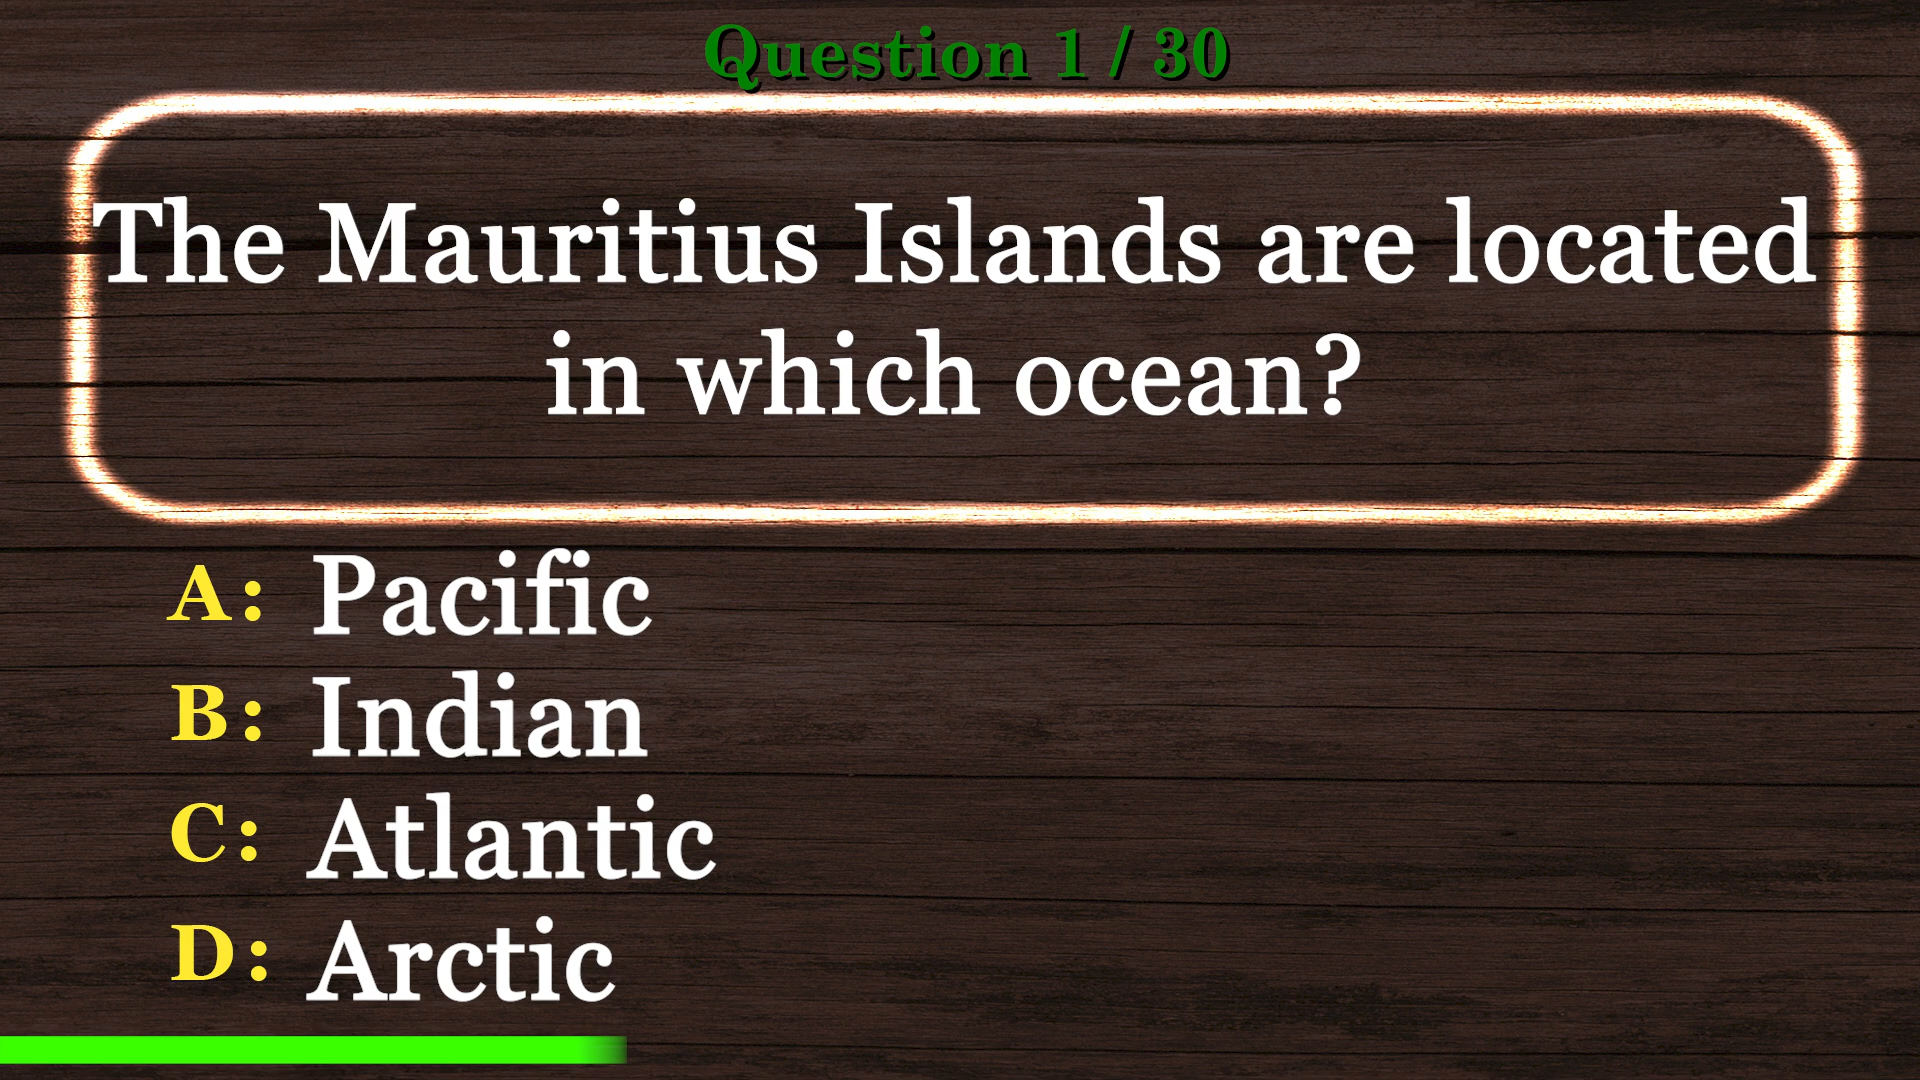 Question 1 / 30
The Mauritius Islands are located
in which ocean?
A: Pacific
B: Indian
C: Atlantic
D: Arctic